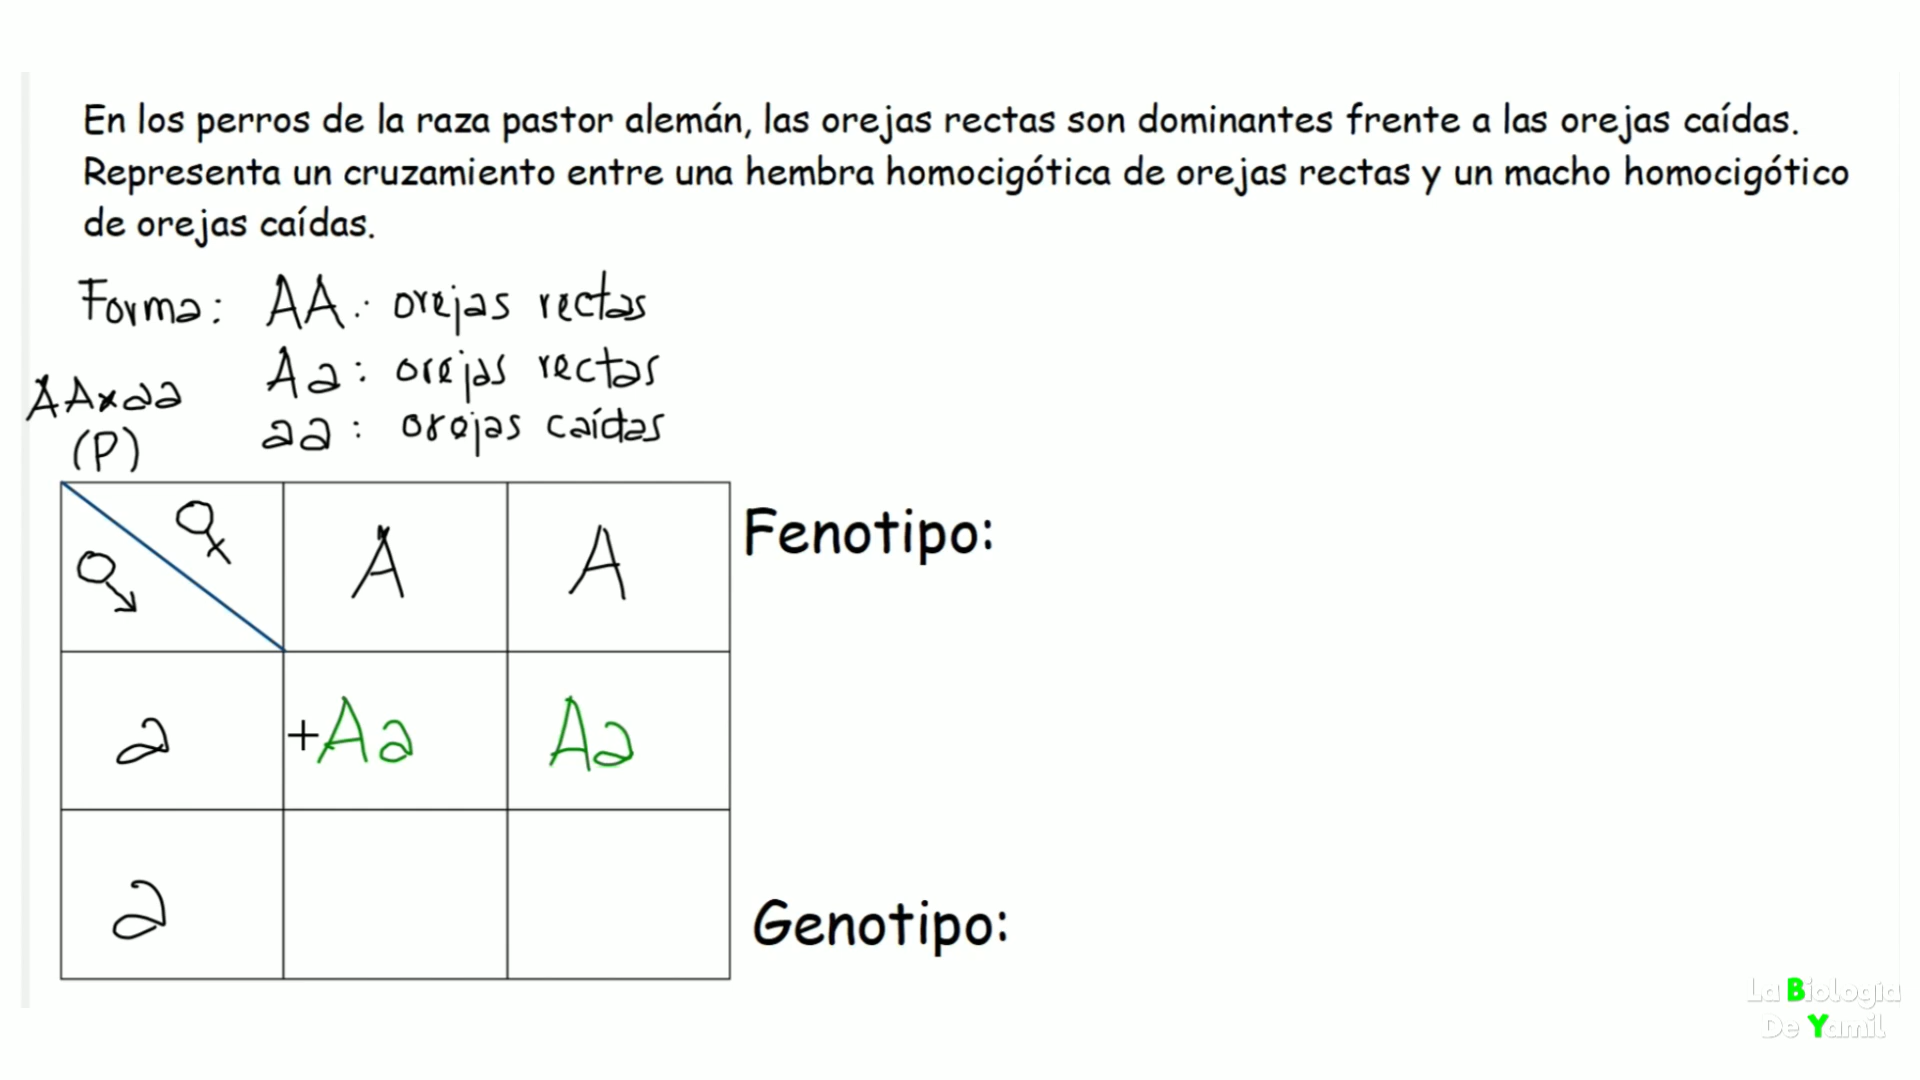 En los perros de la raza pastor alemán, las orejas rectas son dominantes frente a las orejas caídas.
Representa un cruzamiento entre una hembra homocigótica de orejas rectas y un macho homocigótico
de orejas caídas.
Forma: AA: orejas rectas
Aa: orejas rectas
AAxaa
aa: orejas caídas
(P)
♀ A A
♂
Fenotipo:
a Aa Aa
a
Genotipo:
La Biología
De Yamil